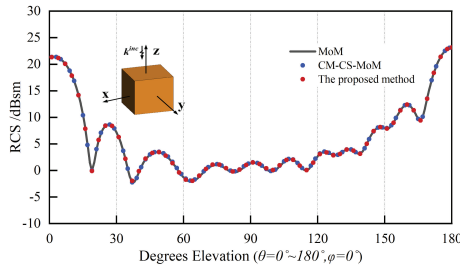 30
25
20
15
10
5
0
-5
-10
RCS /dBsm
k^inc
z
x
y
MoM
CM-CS-MoM
The proposed method
0 30 60 90 120 150 180
Degrees Elevation (θ=0°~180°,φ=0°)